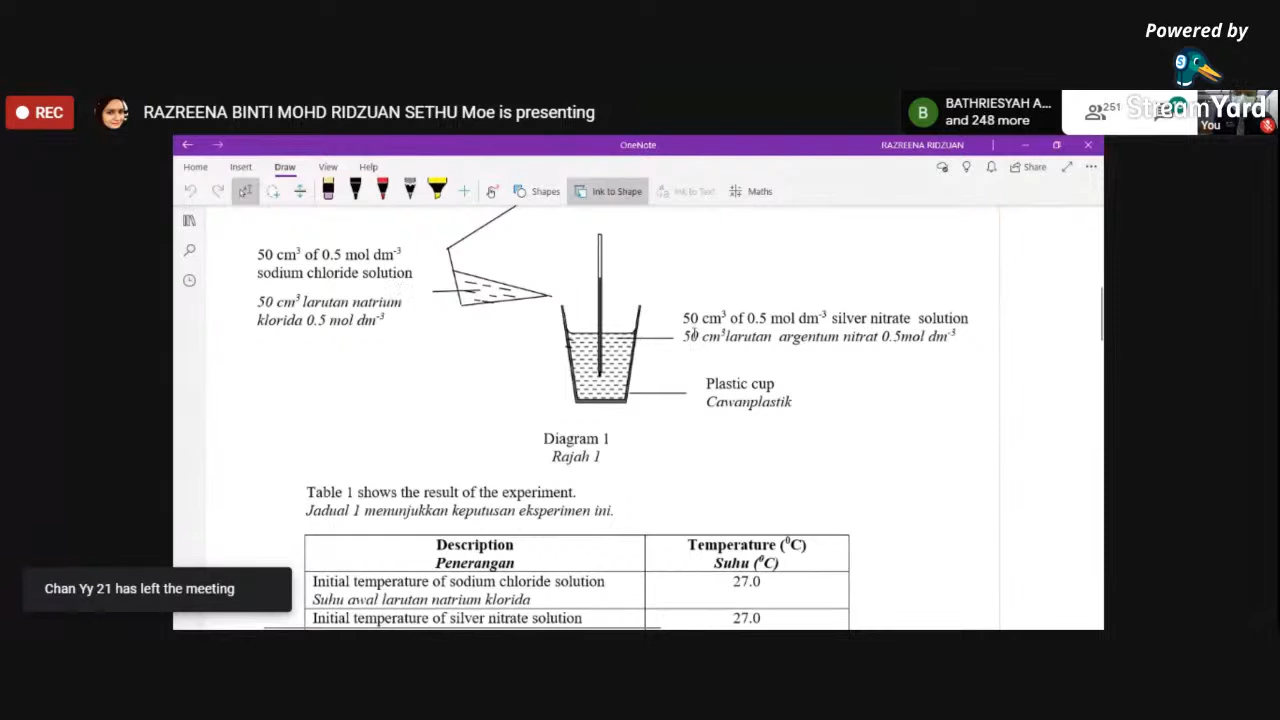 Powered by
StreamYard
REC
RAZREENA BINTI MOHD RIDZUAN SETHU Moe is presenting
B
BATHRIESYAH A...
and 248 more
251
You
OneNote
RAZREENA RIDZUAN
Home
Insert
Draw
View
Help
Share
Shapes
Ink to Shape
Ink to Text
Maths
50 cm³ of 0.5 mol dm⁻³
sodium chloride solution
50 cm³ larutan natrium
klorida 0.5 mol dm⁻³
50 cm³ of 0.5 mol dm⁻³ silver nitrate solution
50 cm³larutan argentum nitrat 0.5mol dm⁻³
Plastic cup
Cawanplastik
Diagram 1
Rajah 1
Table 1 shows the result of the experiment.
Jadual 1 menunjukkan keputusan eksperimen ini.
Description
Penerangan
Temperature (⁰C)
Suhu (⁰C)
Initial temperature of sodium chloride solution
Suhu awal larutan natrium klorida
27.0
Initial temperature of silver nitrate solution
27.0
Chan Yy 21 has left the meeting